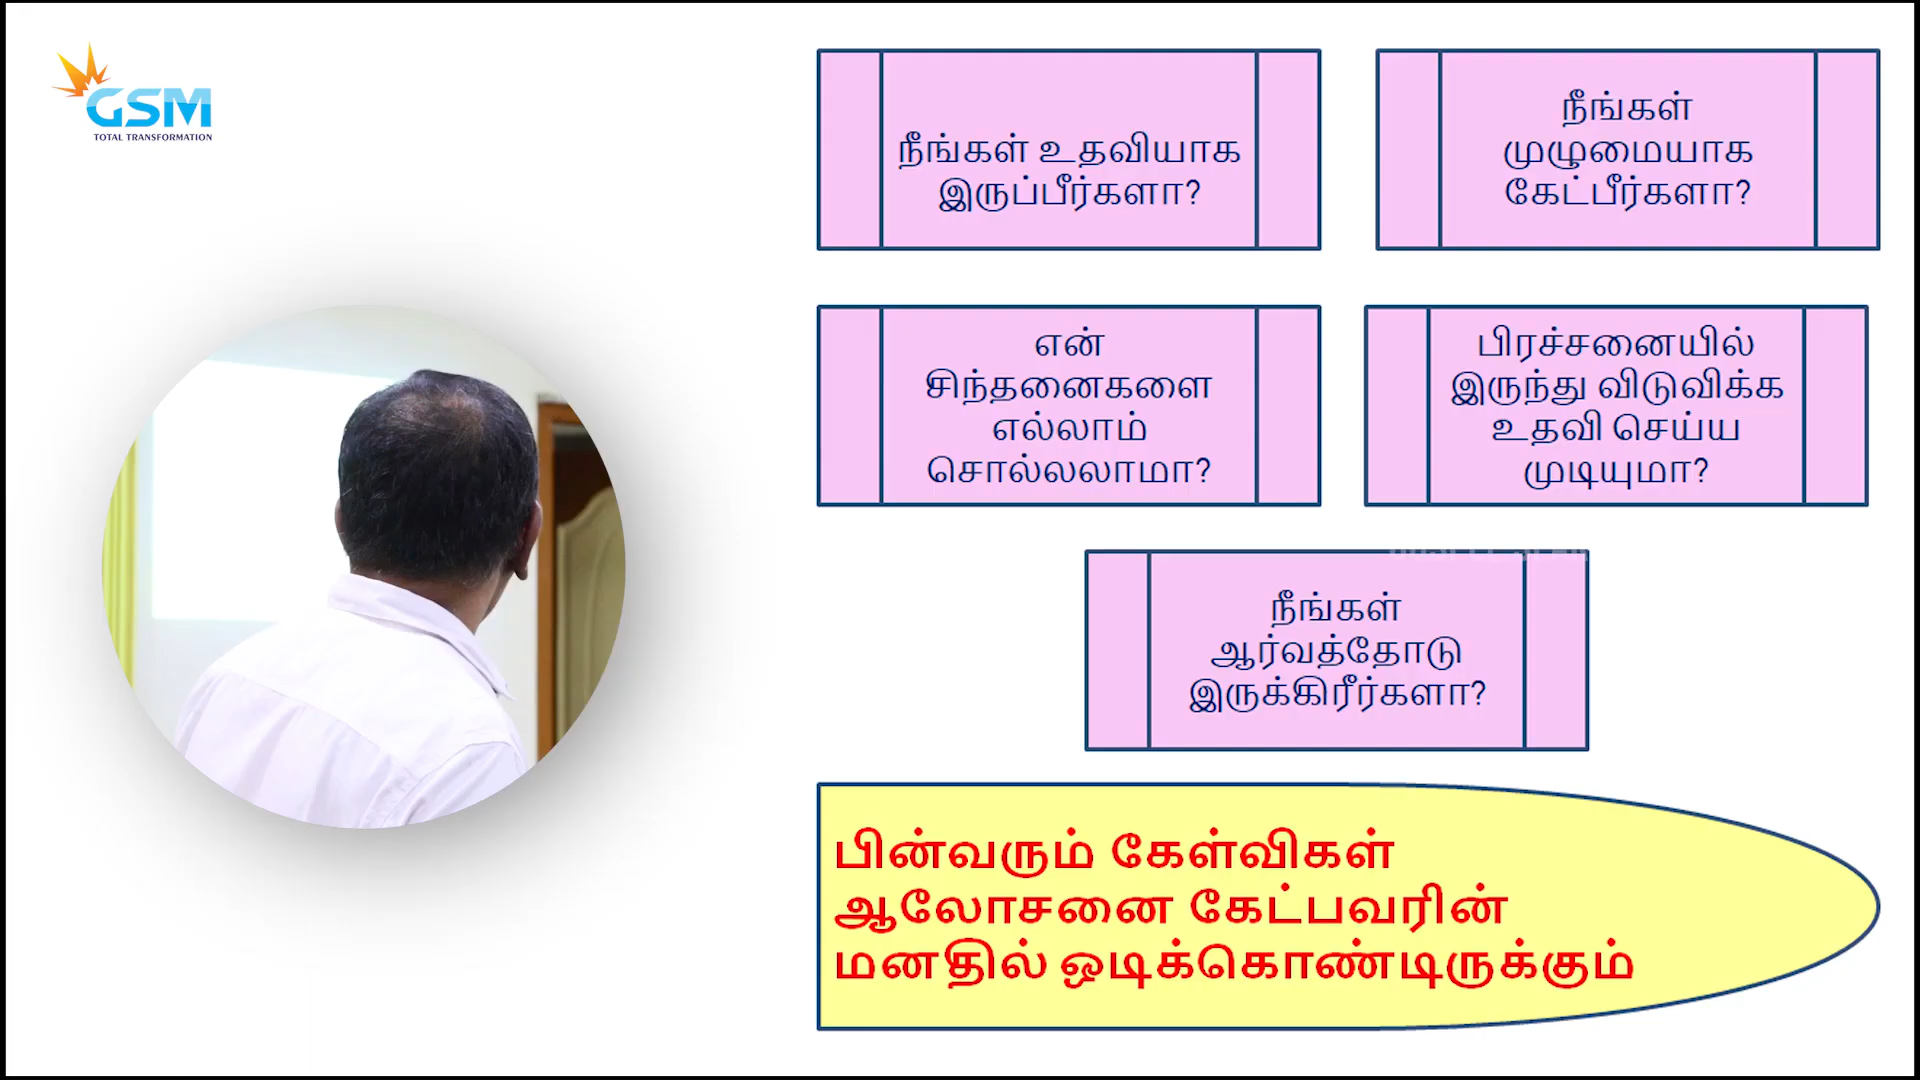 GSM
TOTAL TRANSFORMATION
நீங்கள் உதவியாக
இருப்பீர்களா?
நீங்கள்
முழுமையாக
கேட்பீர்களா?
என்
சிந்தனைகளை
எல்லாம்
சொல்லலாமா?
பிரச்சனையில்
இருந்து விடுவிக்க
உதவி செய்ய
முடியுமா?
நீங்கள்
ஆர்வத்தோடு
இருக்கிரீர்களா?
பின்வரும் கேள்விகள்
ஆலோசனை கேட்பவரின்
மனதில் ஒடிக்கொண்டிருக்கும்